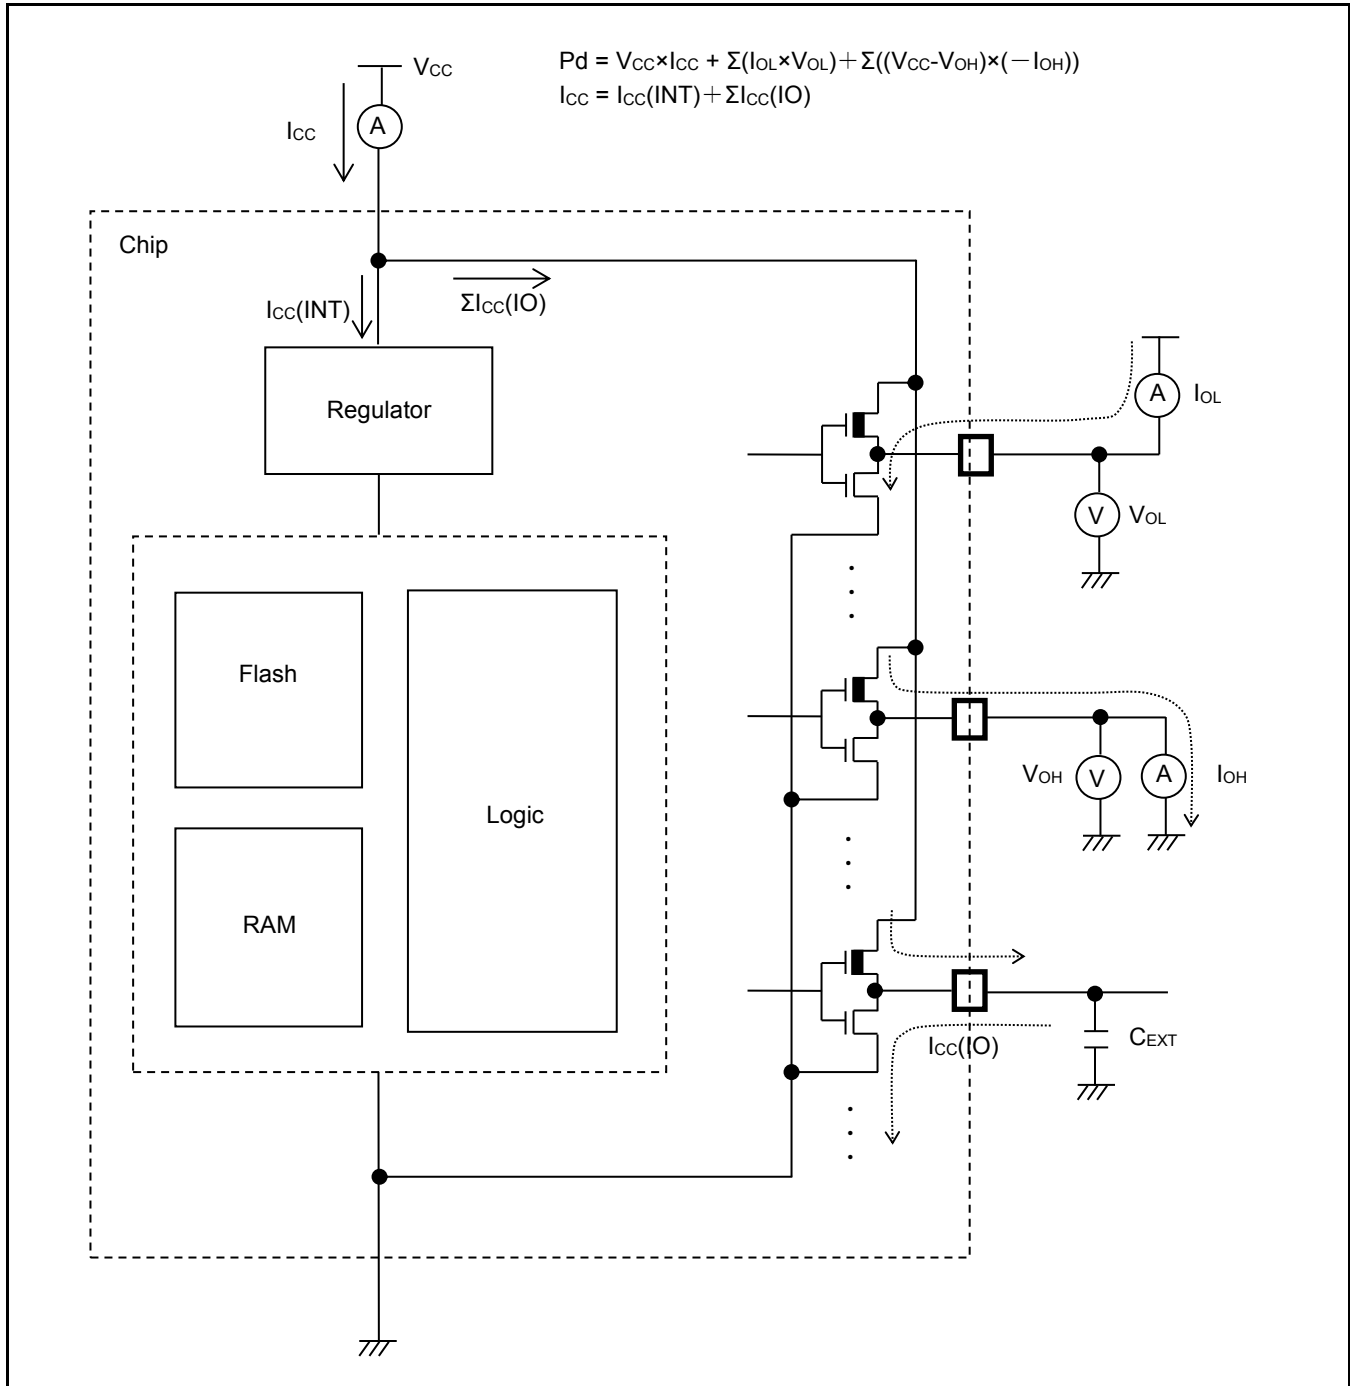 Pd = VCC×ICC + Σ(IOL×VOL)＋Σ((VCC-VOH)×(－IOH))
ICC = ICC(INT)＋ΣICC(IO)
VCC
A
ICC
Chip
ICC(INT)
ΣICC(IO)
Regulator
A
IOL
V
VOL
Flash
Logic
VOH
V
A
IOH
RAM
ICC(IO)
CEXT